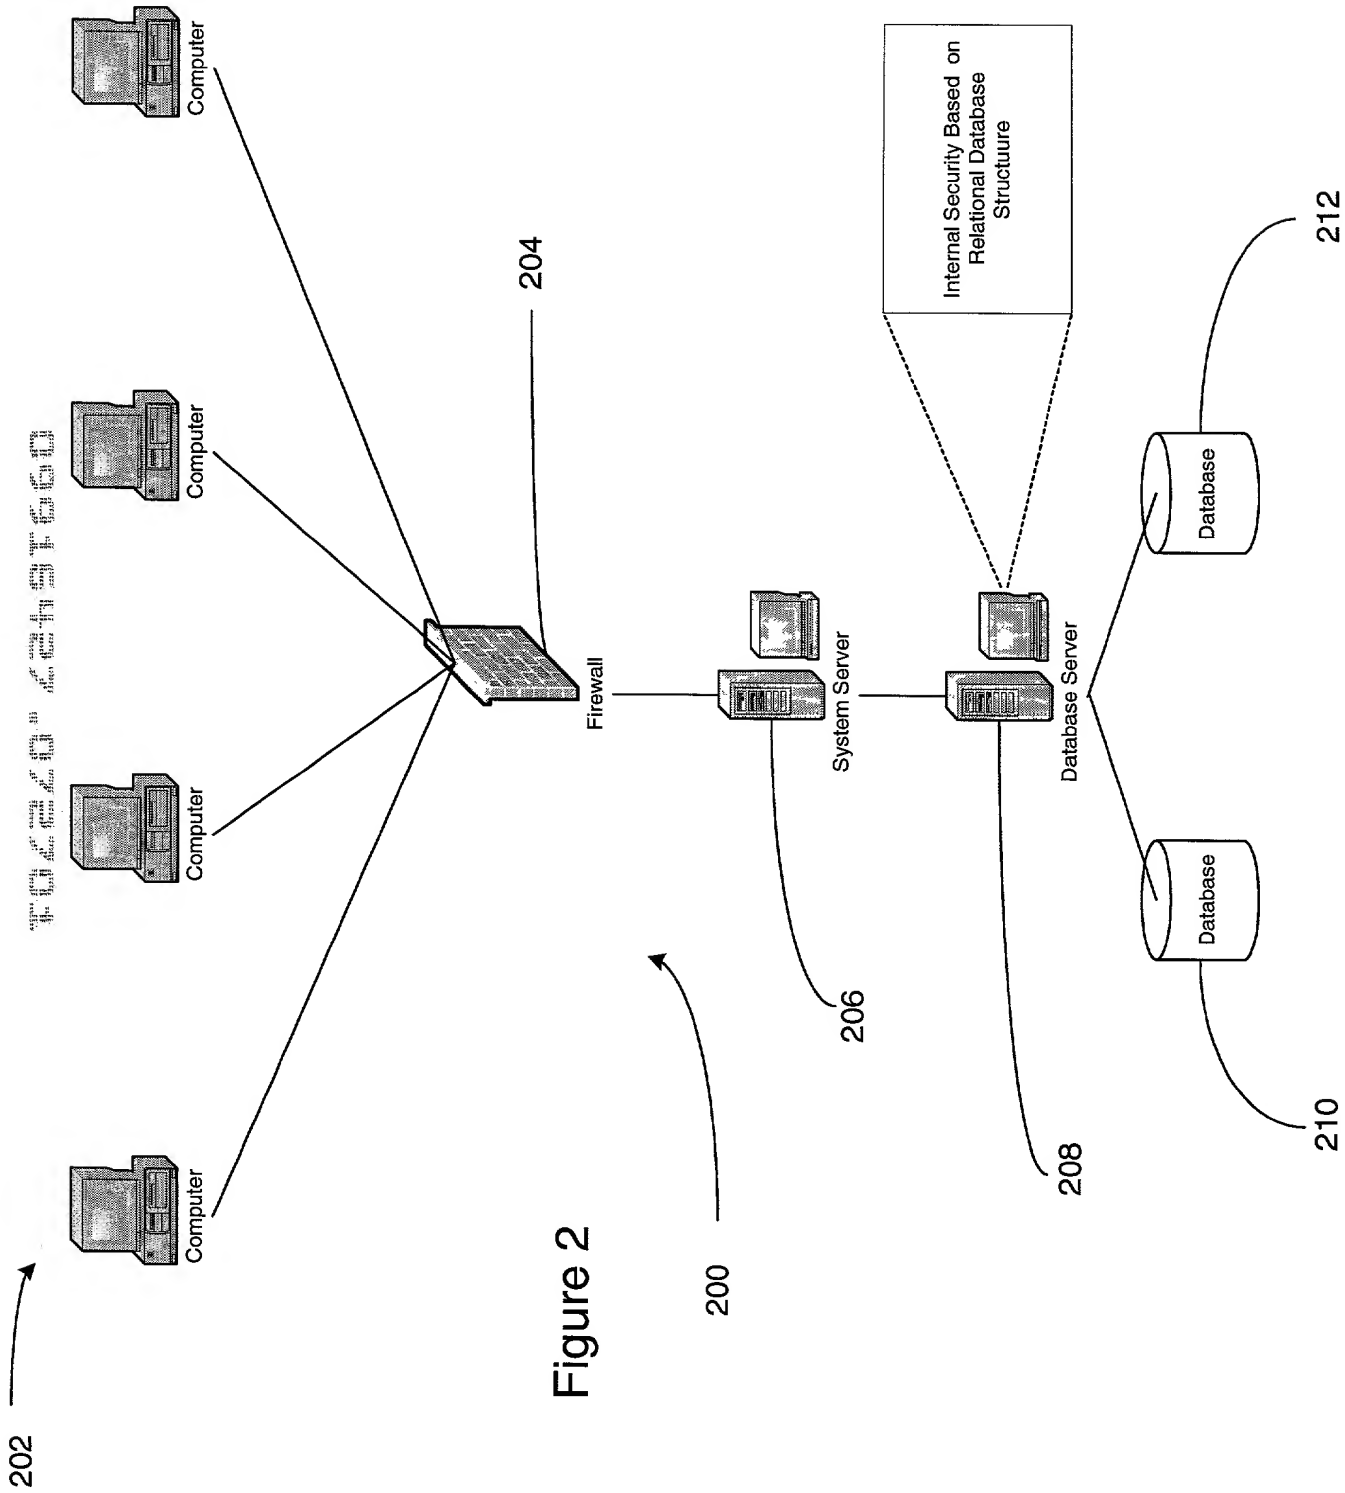 202
Computer
Computer
Computer
Computer
204
Firewall
Figure 2
200
206
System Server
208
Database Server
Internal Security Based on
Relational Database
Structuure
210
Database
Database
212